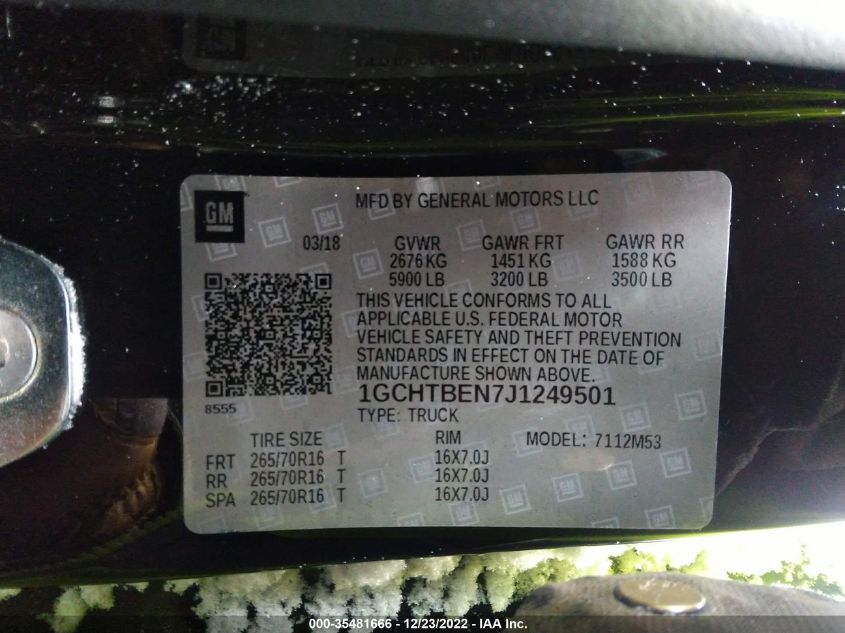 GM
MFD BY GENERAL MOTORS LLC
03/18 GVWR GAWR FRT GAWR RR
2676 KG 1451 KG 1588 KG
5900 LB 3200 LB 3500 LB
THIS VEHICLE CONFORMS TO ALL
APPLICABLE U.S. FEDERAL MOTOR
VEHICLE SAFETY AND THEFT PREVENTION
STANDARDS IN EFFECT ON THE DATE OF
MANUFACTURE SHOWN ABOVE.
8555
1GCHTBEN7J1249501
TYPE: TRUCK
TIRE SIZE RIM MODEL: 7112M53
FRT 265/70R16 T 16X7.0J
RR 265/70R16 T 16X7.0J
SPA 265/70R16 T 16X7.0J
000-35481666 - 12/23/2022 - IAA Inc.